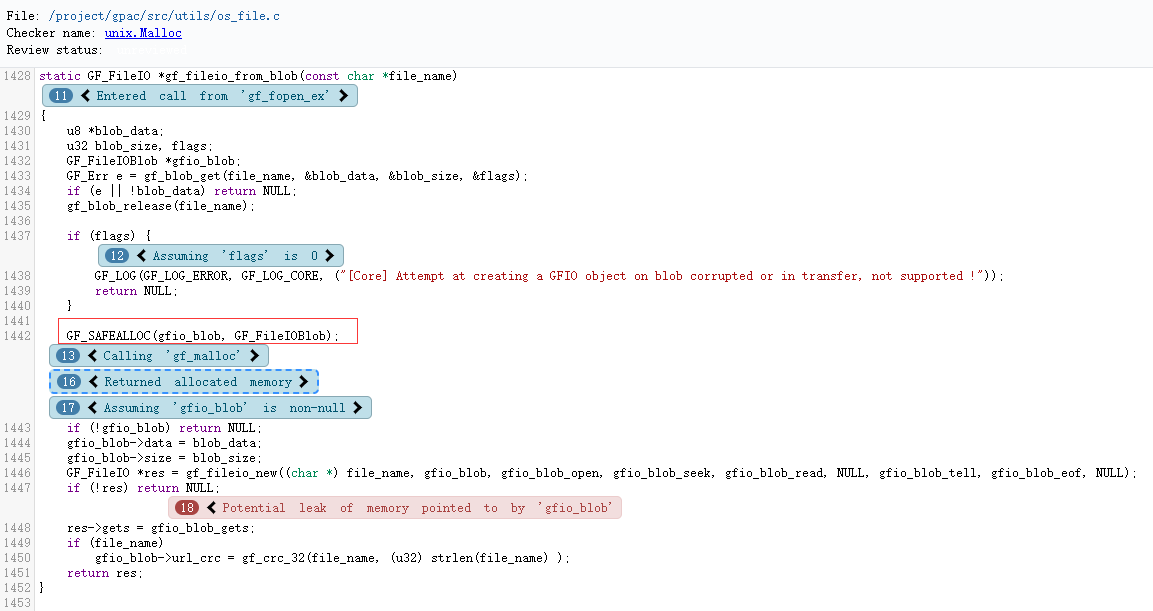 File: /project/gpac/src/utils/os_file.c
Checker name: unix.Malloc
Review status:
1428 static GF_FileIO *gf_fileio_from_blob(const char *file_name)
11 Entered call from 'gf_fopen_ex'
1429 {
1430 u8 *blob_data;
1431 u32 blob_size, flags;
1432 GF_FileIOBlob *gfio_blob;
1433 GF_Err e = gf_blob_get(file_name, &blob_data, &blob_size, &flags);
1434 if (e || !blob_data) return NULL;
1435 gf_blob_release(file_name);
1436
1437 if (flags) {
12 Assuming 'flags' is 0
1438 GF_LOG(GF_LOG_ERROR, GF_LOG_CORE, ("[Core] Attempt at creating a GFIO object on blob corrupted or in transfer, not supported !"));
1439 return NULL;
1440 }
1441
1442 GF_SAFEALLOC(gfio_blob, GF_FileIOBlob);
13 Calling 'gf_malloc'
16 Returned allocated memory
17 Assuming 'gfio_blob' is non-null
1443 if (!gfio_blob) return NULL;
1444 gfio_blob->data = blob_data;
1445 gfio_blob->size = blob_size;
1446 GF_FileIO *res = gf_fileio_new((char *) file_name, gfio_blob, gfio_blob_open, gfio_blob_seek, gfio_blob_read, NULL, gfio_blob_tell, gfio_blob_eof, NULL);
1447 if (!res) return NULL;
18 Potential leak of memory pointed to by 'gfio_blob'
1448 res->gets = gfio_blob_gets;
1449 if (file_name)
1450 gfio_blob->url_crc = gf_crc_32(file_name, (u32) strlen(file_name) );
1451 return res;
1452 }
1453